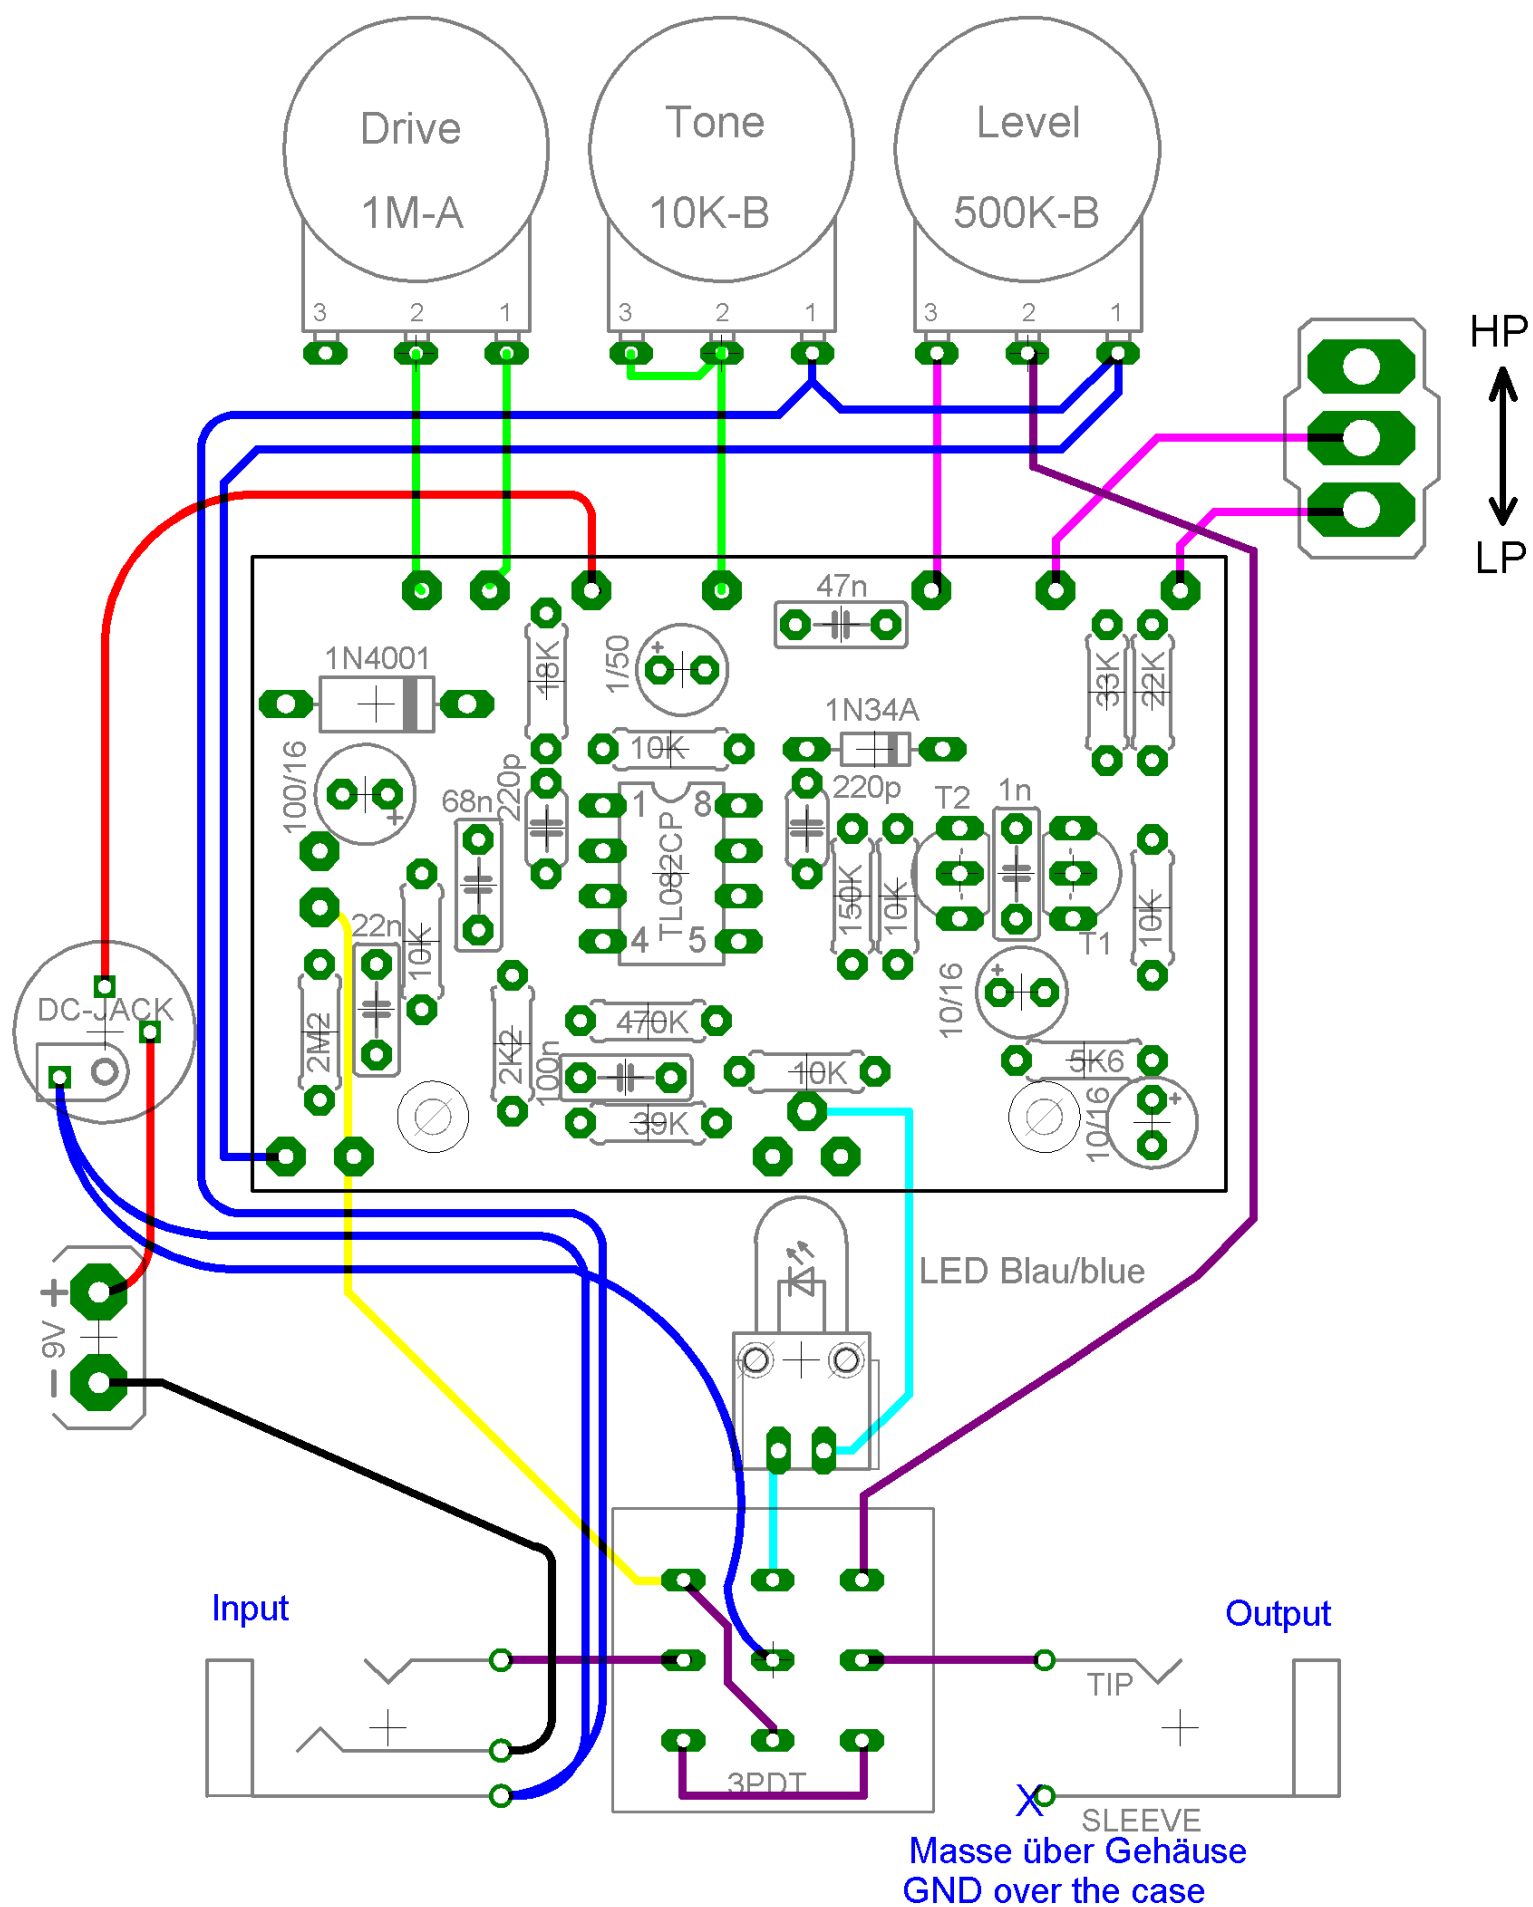 Drive
1M-A
3 2 1
Tone
10K-B
3 2 1
Level
500K-B
3 2 1
HP
LP
47n
1N4001
18K
1/50
33K
22K
1N34A
10K
100/16
+
68n
220p
1
8
4
5
TL082CP
220p
T2
1n
T1
150K
10K
10K
22n
10K
2M2
2K2
470K
100n
39K
10K
10/16
+
5K6
10/16
+
DC-JACK
+
9V
−
LED Blau/blue
Input
Output
TIP
3PDT
X
SLEEVE
Masse über Gehäuse
GND over the case